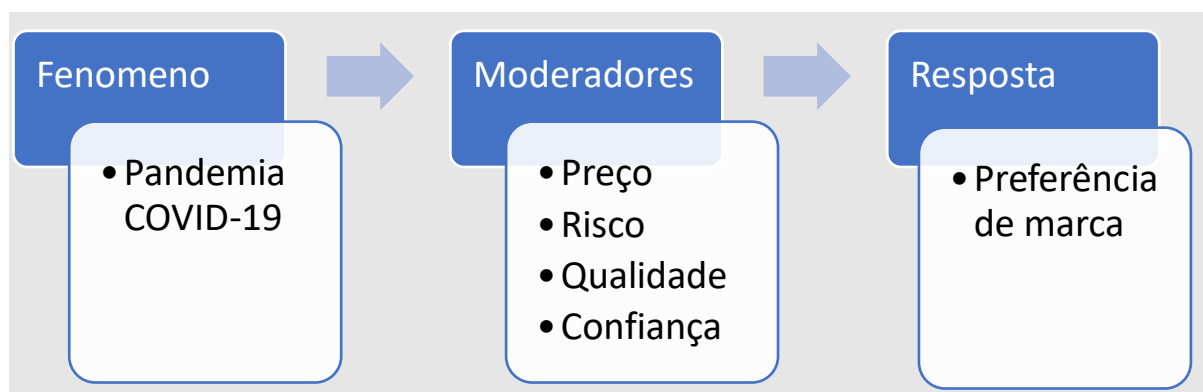 Fenomeno
• Pandemia
COVID-19
Moderadores
• Preço
• Risco
• Qualidade
• Confiança
Resposta
• Preferência
de marca